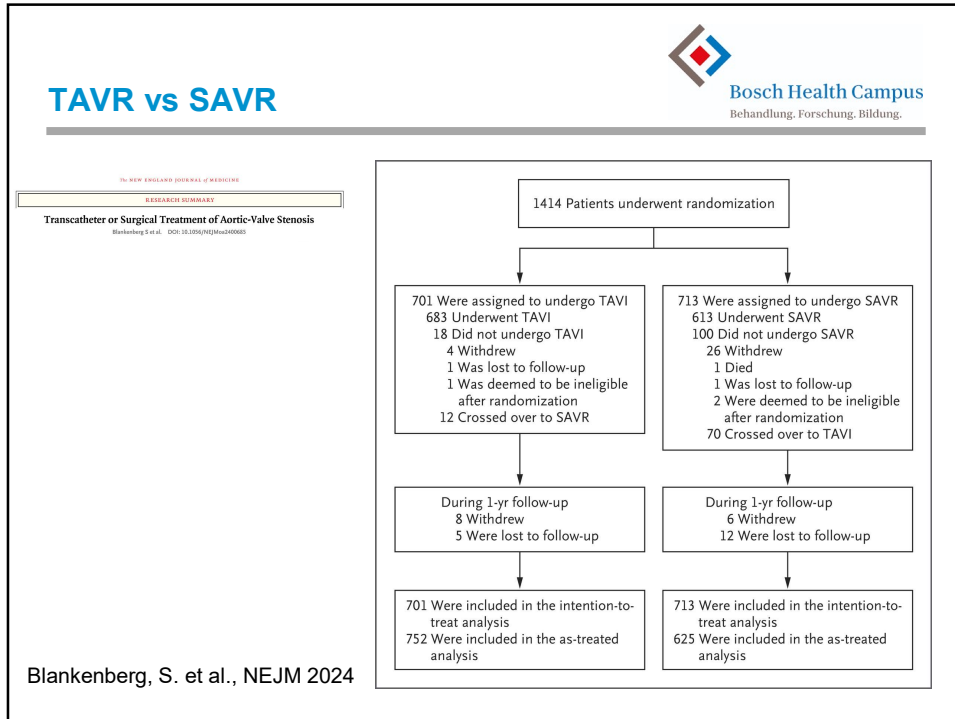 TAVR vs SAVR
Bosch Health Campus
Behandlung. Forschung. Bildung.
The NEW ENGLAND JOURNAL of MEDICINE
RESEARCH SUMMARY
Transcatheter or Surgical Treatment of Aortic-Valve Stenosis
Blankenberg S et al. DOI: 10.1056/NEJMoa2400685
1414 Patients underwent randomization
701 Were assigned to undergo TAVI
683 Underwent TAVI
18 Did not undergo TAVI
4 Withdrew
1 Was lost to follow-up
1 Was deemed to be ineligible
after randomization
12 Crossed over to SAVR
713 Were assigned to undergo SAVR
613 Underwent SAVR
100 Did not undergo SAVR
26 Withdrew
1 Died
1 Was lost to follow-up
2 Were deemed to be ineligible
after randomization
70 Crossed over to TAVI
During 1-yr follow-up
8 Withdrew
5 Were lost to follow-up
During 1-yr follow-up
6 Withdrew
12 Were lost to follow-up
701 Were included in the intention-to-
treat analysis
752 Were included in the as-treated
analysis
713 Were included in the intention-to-
treat analysis
625 Were included in the as-treated
analysis
Blankenberg, S. et al., NEJM 2024